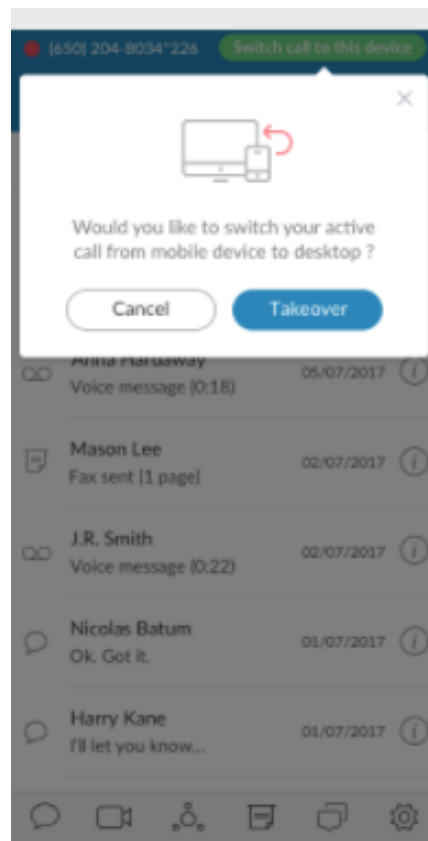 (650) 204-8034*226 Switch call to this device
Would you like to switch your active
call from mobile device to desktop ?
Cancel Takeover
Anna Hardaway
Voice message (0:18) 05/07/2017
Mason Lee
Fax sent [1 page] 02/07/2017
J.R. Smith
Voice message (0:22) 02/07/2017
Nicolas Batum
Ok. Got it. 01/07/2017
Harry Kane
I'll let you know... 01/07/2017